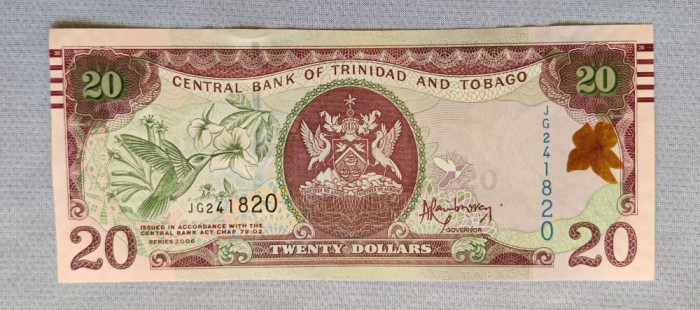 20
CENTRAL BANK OF TRINIDAD AND TOBAGO
20
JG241820
JG241820
ISSUED IN ACCORDANCE WITH THE
CENTRAL BANK ACT CHAP. 79:02
SERIES 2006
GOVERNOR
20
TWENTY DOLLARS
20